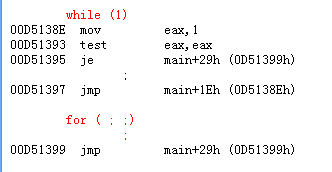 while (1)
00D5138E mov eax,1
00D51393 test eax,eax
00D51395 je main+29h (0D51399h)
;
00D51397 jmp main+1Eh (0D5138Eh)
for ( ; ;)
;
00D51399 jmp main+29h (0D51399h)